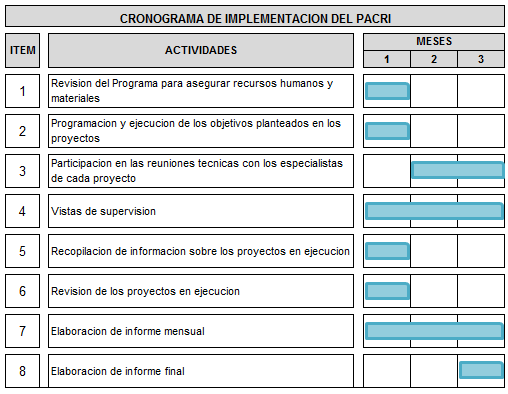 CRONOGRAMA DE IMPLEMENTACION DEL PACRI
ITEM
ACTIVIDADES
MESES
1 2 3
1
Revision del Programa para asegurar recursos humanos y
materiales
2
Programacion y ejecucion de los objetivos planteados en los
proyectos
3
Participacion en las reuniones tecnicas con los especialistas
de cada proyecto
4
Vistas de supervision
5
Recopilacion de informacion sobre los proyectos en ejecucion
6
Revision de los proyectos en ejecucion
7
Elaboracion de informe mensual
8
Elaboracion de informe final